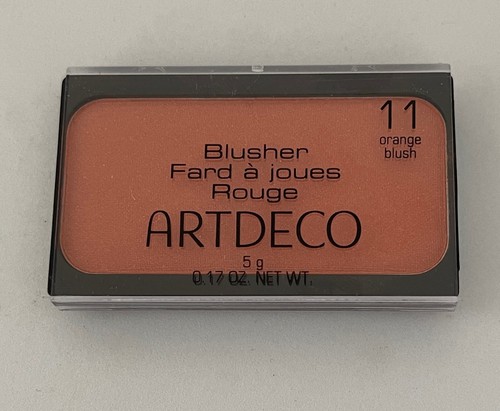 11
orange
blush
Blusher
Fard à joues
Rouge
ARTDECO
5 g
0.17 OZ. NET WT.